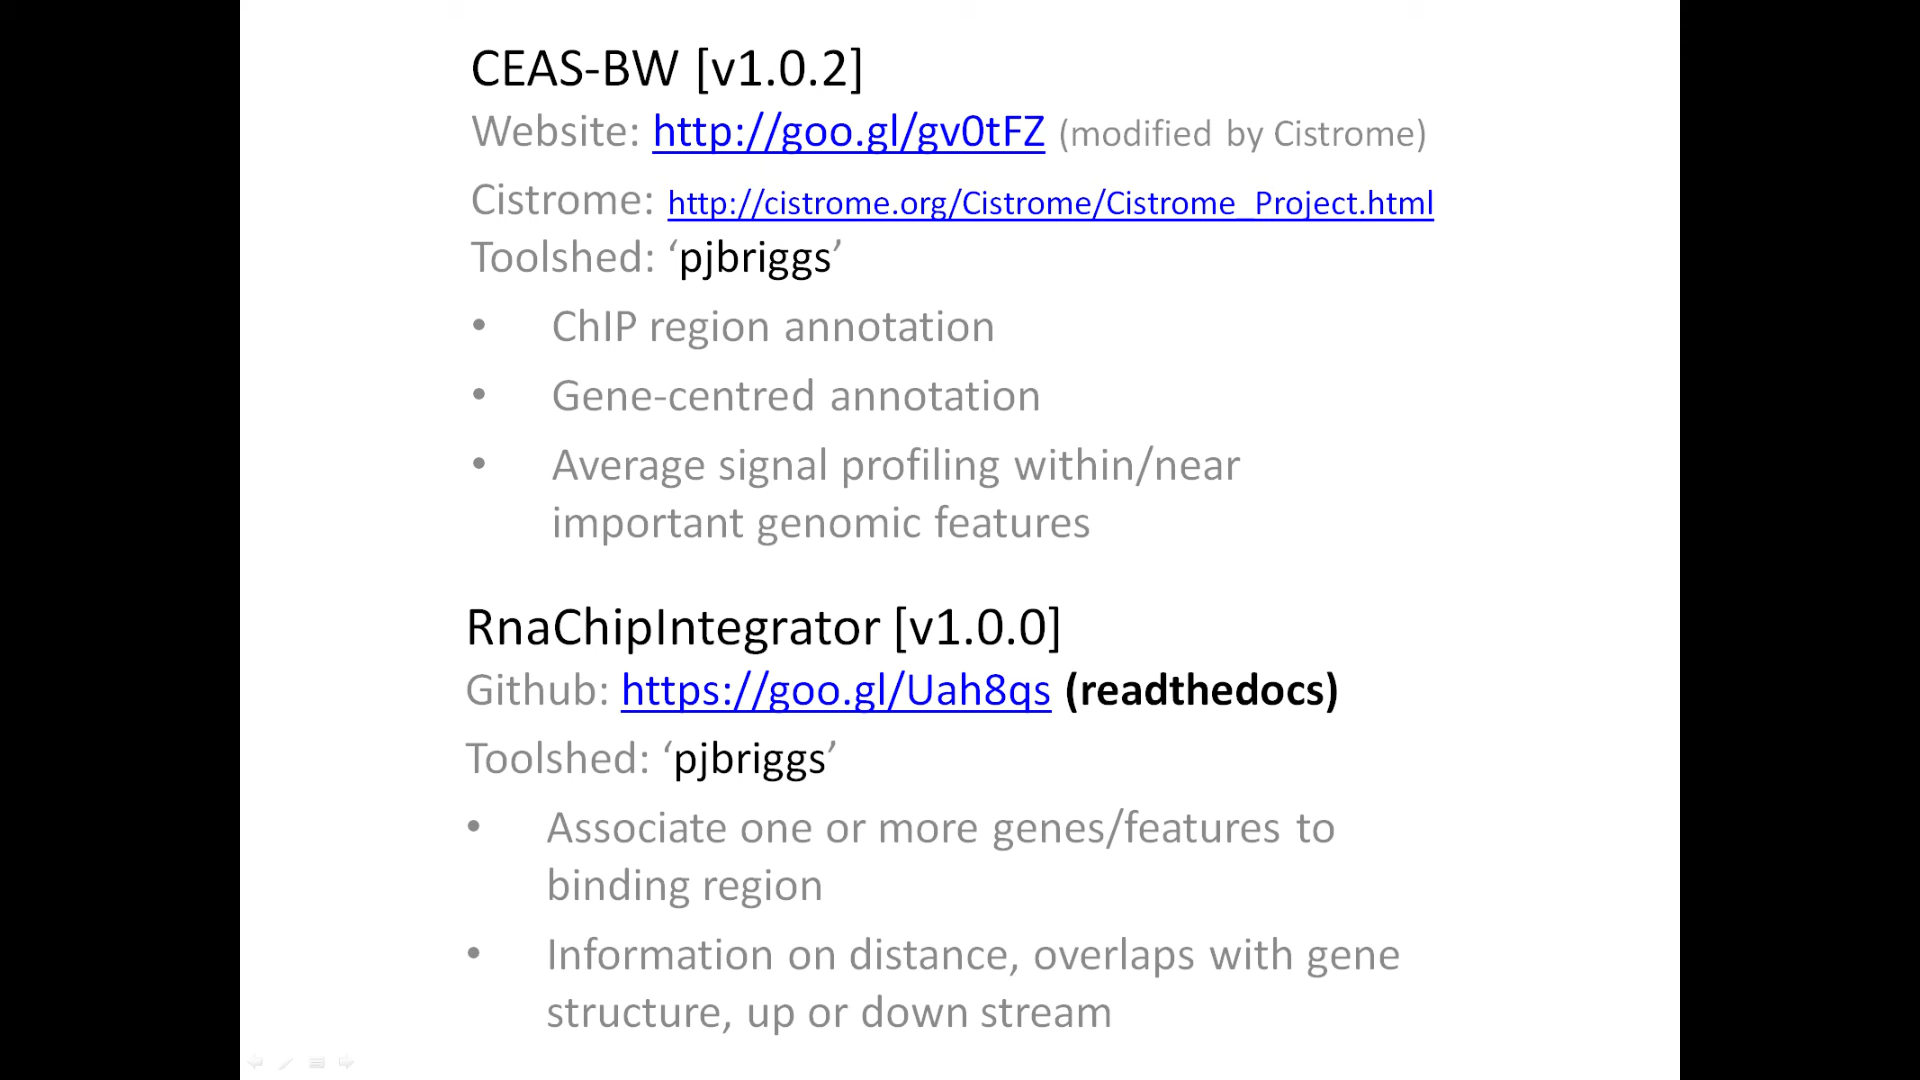 CEAS-BW [v1.0.2]
Website: http://goo.gl/gv0tFZ (modified by Cistrome)
Cistrome: http://cistrome.org/Cistrome/Cistrome_Project.html
Toolshed: ‘pjbriggs’
• ChIP region annotation
• Gene-centred annotation
• Average signal profiling within/near
important genomic features
RnaChipIntegrator [v1.0.0]
Github: https://goo.gl/Uah8qs (readthedocs)
Toolshed: ‘pjbriggs’
• Associate one or more genes/features to
binding region
• Information on distance, overlaps with gene
structure, up or down stream